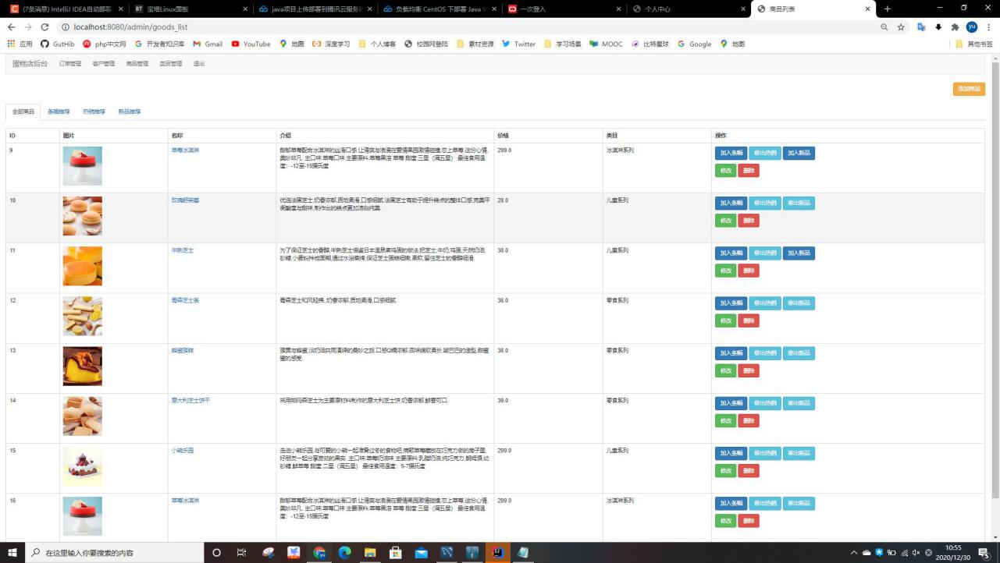 (7条消息) IntelliJ IDEA自动部署
宝塔Linux面板
java项目上传部署到腾讯云服务器
负载均衡 CentOS 下部署 Java V
一次登入
个人中心
商品列表
localhost:8080/admin/goods_list
yu
应用
GutHib
php中文网
开发者知识库
Gmail
YouTube
地图
深度学习
个人博客
校园网登陆
素材资源
Twitter
学习场景
MOOC
比特星球
Google
地图
其他书签
蛋糕店后台 订单管理 客户管理 商品管理 类目管理 退出
添加商品
全部商品 条幅推荐 热销推荐 新品推荐
ID 图片 名称 介绍 价格 类目 操作
9 草莓冰淇淋 甜郁草莓配合冰淇淋的丝滑口感,让清爽与浪漫在爱情果园激情碰撞,恋上草莓,这份心情,
299.0 冰淇淋系列 加入条幅 移出热销 加入新品
美妙非凡. 主口味:草莓口味 主要原料:草莓果溶 草莓 甜度 三星（满五星） 最佳食用温
度：-12至-15摄氏度
修改 删除
10 玫瑰舒芙蕾 优选法国芝士,奶香浓郁,质地柔滑,口感细腻,法国芝士有助于提升糕点的整体口感,完美平
28.0 儿童系列 加入条幅 移出热销 移出新品
衡酸度与甜味,制作出的糕点更加洁白纯美.
修改 删除
11 半熟芝士 为了保证芝士的香醇,半熟芝士借鉴日本温泉煮鸡蛋的做法,把芝士,牛奶,鸡蛋,天然奶油,
38.0 儿童系列 加入条幅 移出热销 加入新品
砂糖,小麦粉拌成面糊,通过水浴蒸烤,保证芝士蛋糕细嫩,柔软,留住芝士的香醇细滑.
修改 删除
12 青森芝士条 青森芝士和风轻拂,.奶香浓郁,质地柔滑,口感细腻.
36.0 零食系列 加入条幅 移出热销 移出新品
修改 删除
13 蜂蜜蛋糕 蛋黄与蜂蜜,淡奶油共同演绎的曼妙之旅.口感Q糯浓郁.回味绵软柔长.皱巴巴的造型,甜蜜
36.0 零食系列 加入条幅 移出热销 移出新品
蜜的感受.
修改 删除
14 意大利芝士饼干 采用帕玛森芝士为主要原材料制作的意大利芝士饼,奶香浓郁,鲜香可口.
39.0 零食系列 加入条幅 移出热销 移出新品
修改 删除
15 小熊乐园 走进小熊乐园,与可爱的小熊一起准备过冬的食物吧,摘颗草莓藏放在巧克力做的房子里,
299.0 儿童系列 加入条幅 移出热销 移出新品
好朋友一起分享劳动的果实. 主口味:草莓奶油味 主要原料:乳脂奶油,纯巧克力,朗姆酒,幼
砂糖,鲜草莓 甜度 二星（满五星） 最佳食用温度：5-7摄氏度
修改 删除
16 草莓冰淇淋 甜郁草莓配合冰淇淋的丝滑口感,让清爽与浪漫在爱情果园激情碰撞,恋上草莓,这份心情,
299.0 冰淇淋系列 加入条幅 移出热销 移出新品
美妙非凡. 主口味:草莓口味 主要原料:草莓果溶 草莓 甜度 三星（满五星） 最佳食用温
度：-12至-15摄氏度
修改 删除
在这里输入你要搜索的内容
10:55
2020/12/30
5